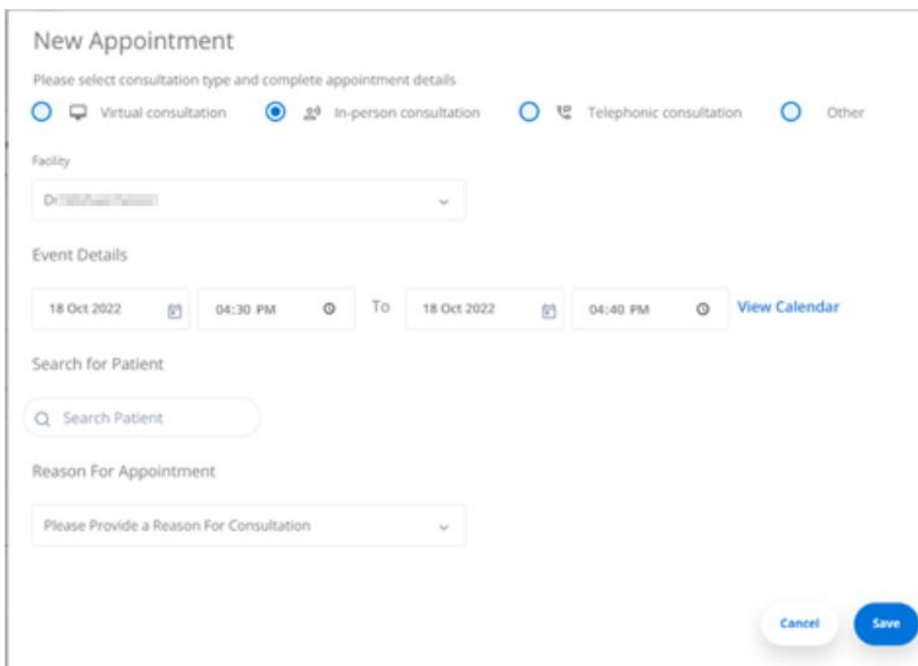 New Appointment
Please select consultation type and complete appointment details
Virtual consultation In-person consultation Telephonic consultation Other
Facility
Dr
Event Details
18 Oct 2022 04:30 PM To 18 Oct 2022 04:40 PM View Calendar
Search for Patient
Search Patient
Reason For Appointment
Please Provide a Reason For Consultation
Cancel Save